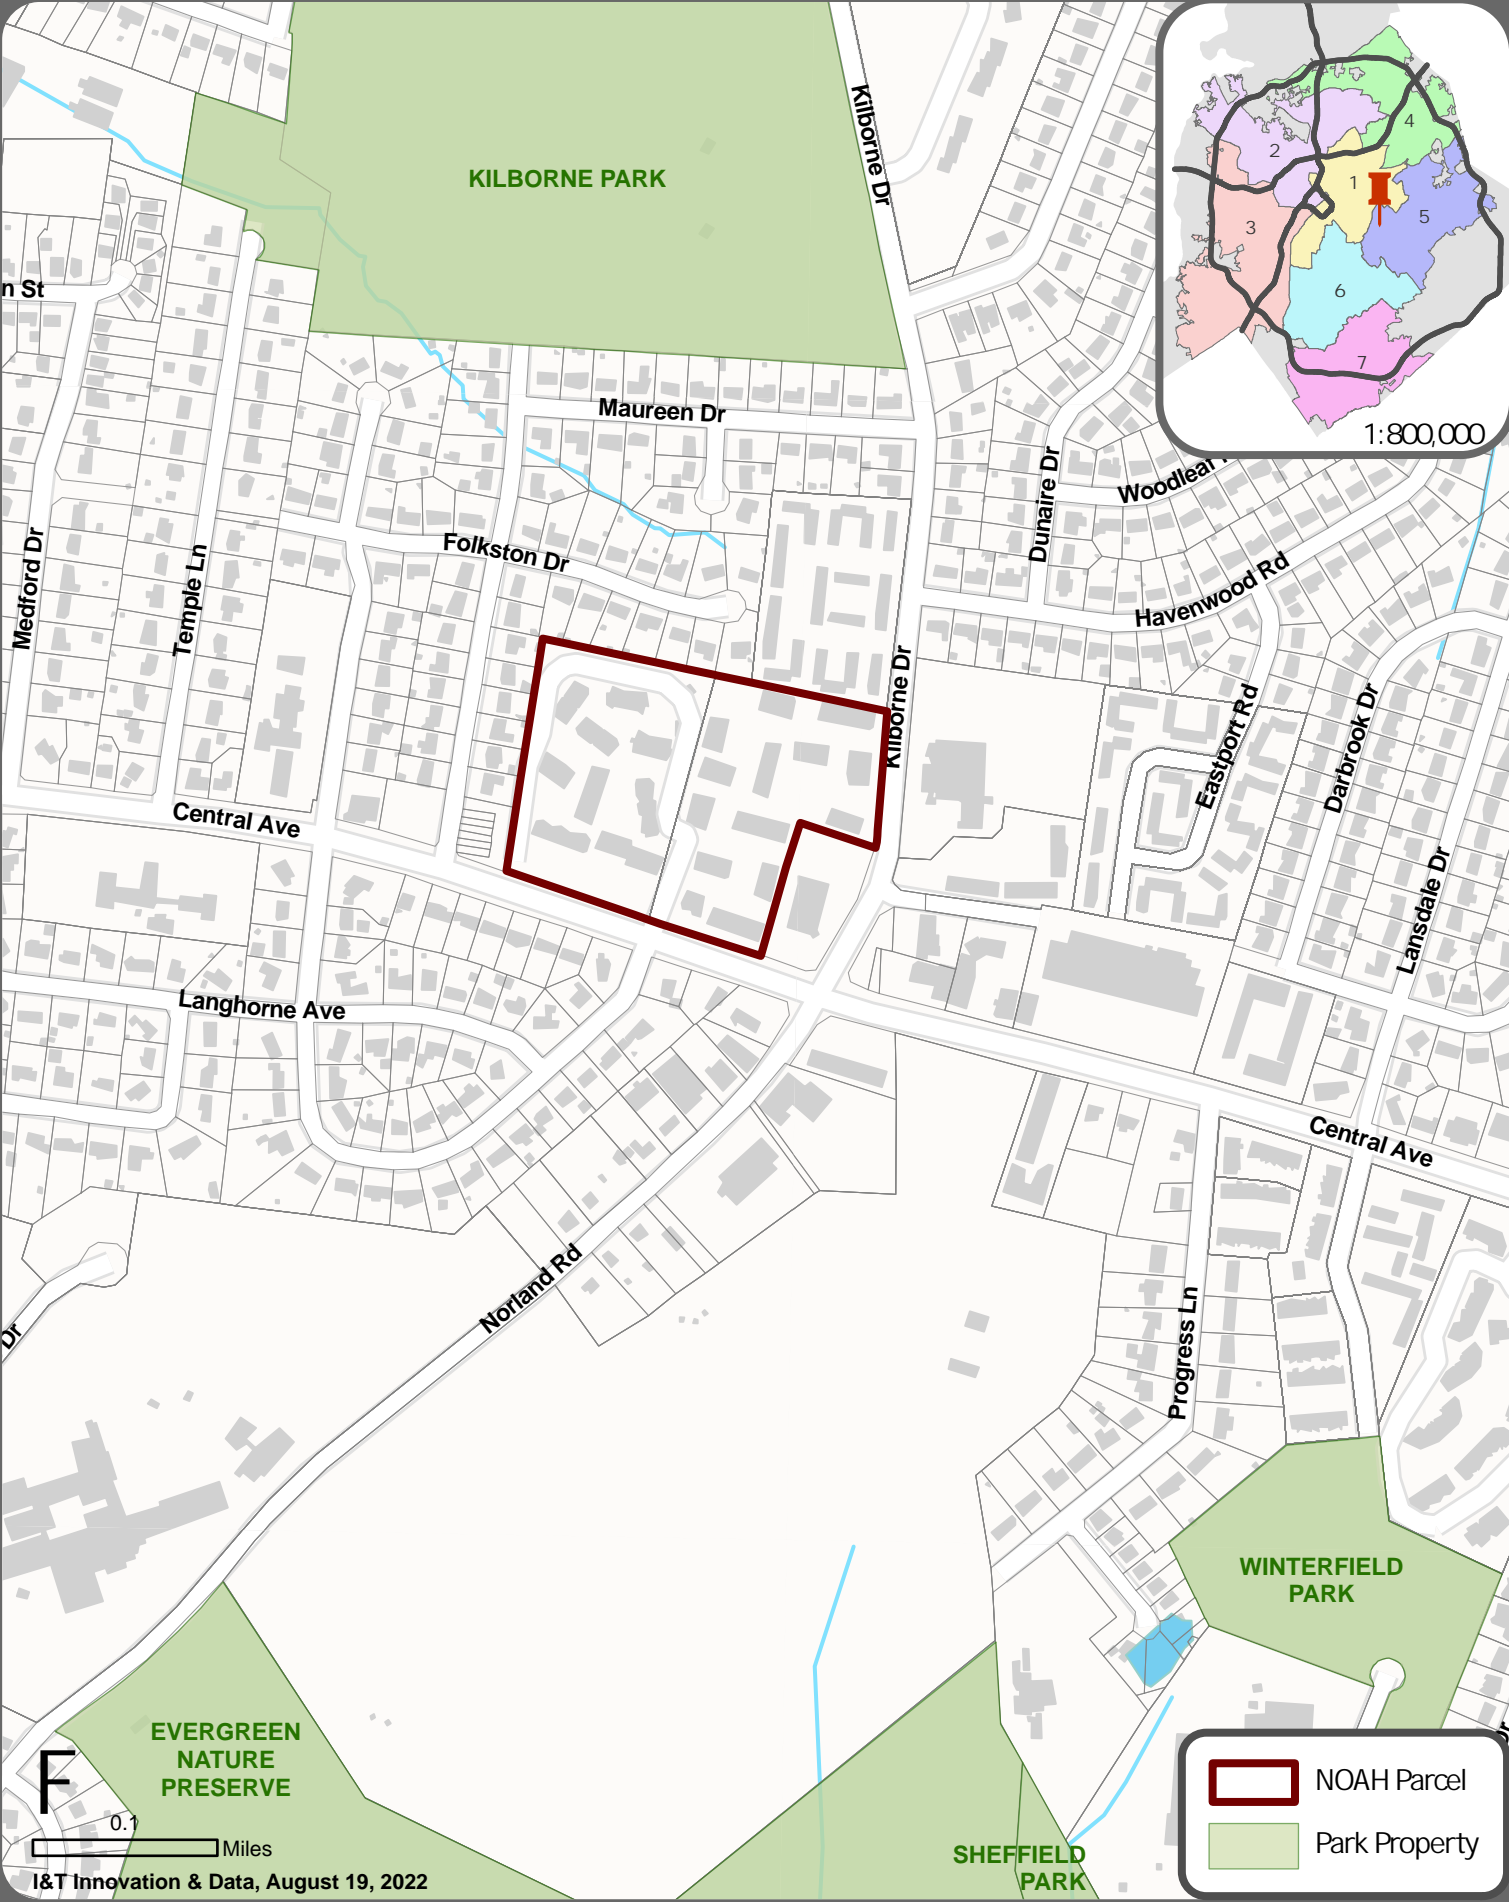 KILBORNE PARK
Kilborne Dr
1
2
3
4
5
6
7
1:800,000
n St
Maureen Dr
Dunaire Dr
Woodleaf
Medford Dr
Temple Ln
Folkston Dr
Havenwood Rd
Kilborne Dr
Eastport Rd
Darbrook Dr
Central Ave
Lansdale Dr
Langhorne Ave
Central Ave
Norland Rd
Dr
Progress Ln
WINTERFIELD
PARK
EVERGREEN
NATURE
PRESERVE
Dr
F
0.1
Miles
I&T Innovation & Data, August 19, 2022
SHEFFIELD
PARK
NOAH Parcel
Park Property